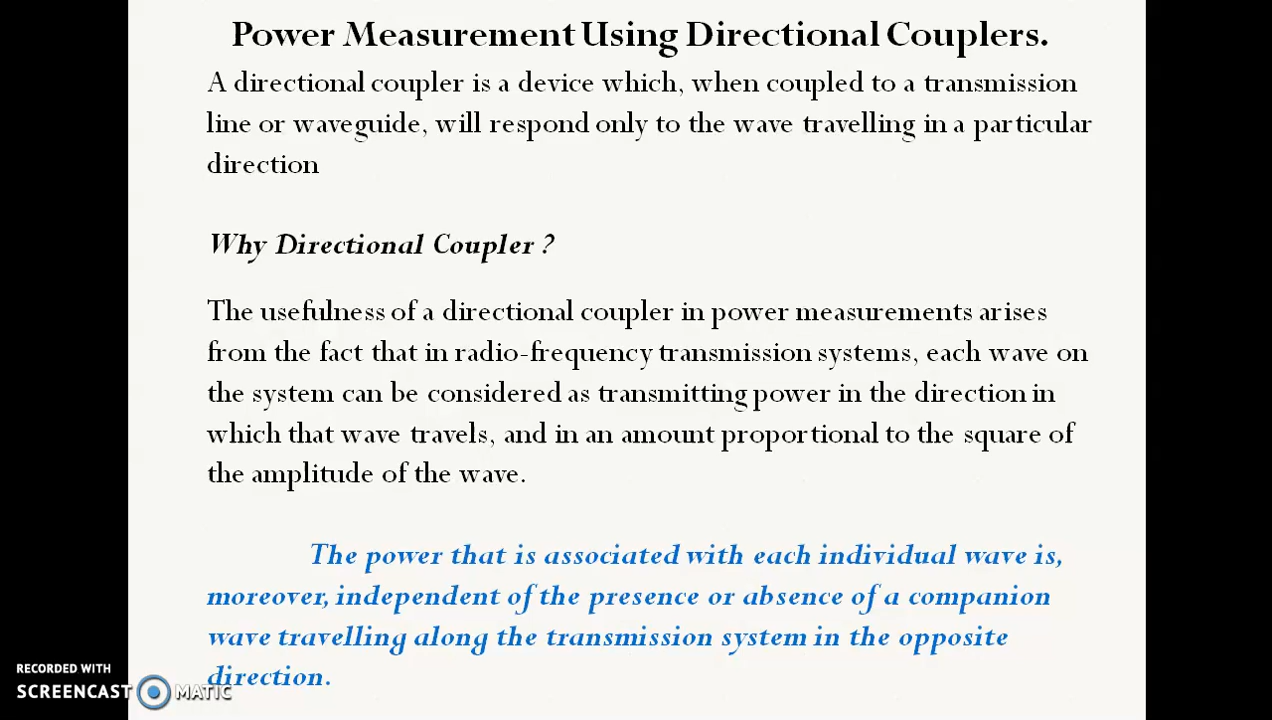 Power Measurement Using Directional Couplers.
A directional coupler is a device which, when coupled to a transmission
line or waveguide, will respond only to the wave travelling in a particular
direction
Why Directional Coupler ?
The usefulness of a directional coupler in power measurements arises
from the fact that in radio-frequency transmission systems, each wave on
the system can be considered as transmitting power in the direction in
which that wave travels, and in an amount proportional to the square of
the amplitude of the wave.
The power that is associated with each individual wave is,
moreover, independent of the presence or absence of a companion
wave travelling along the transmission system in the opposite
direction.
RECORDED WITH
SCREENCAST MATIC